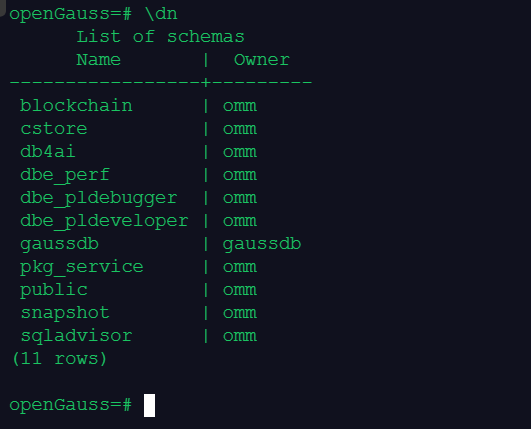 openGauss=# \dn
      List of schemas
      Name       |  Owner
-----------------+---------
 blockchain      | omm
 cstore          | omm
 db4ai           | omm
 dbe_perf        | omm
 dbe_pldebugger  | omm
 dbe_pldeveloper | omm
 gaussdb         | gaussdb
 pkg_service     | omm
 public          | omm
 snapshot        | omm
 sqladvisor      | omm
(11 rows)
openGauss=#